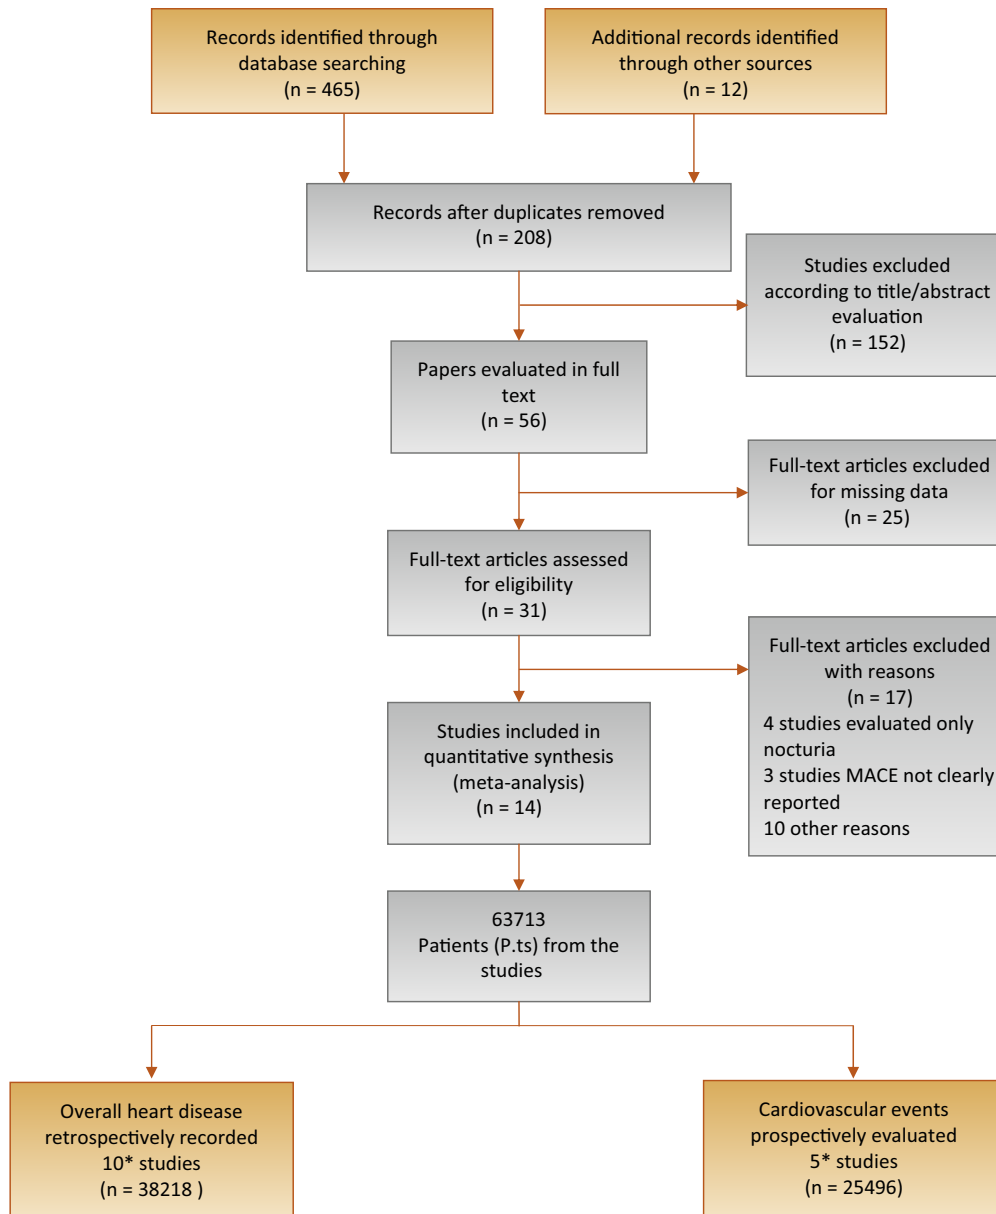 Records identified through
database searching
(n = 465)
Additional records identified
through other sources
(n = 12)
Records after duplicates removed
(n = 208)
Studies excluded
according to title/abstract
evaluation
(n = 152)
Papers evaluated in full
text
(n = 56)
Full-text articles excluded
for missing data
(n = 25)
Full-text articles assessed
for eligibility
(n = 31)
Full-text articles excluded
with reasons
(n = 17)
4 studies evaluated only
nocturia
3 studies MACE not clearly
reported
10 other reasons
Studies included in
quantitative synthesis
(meta-analysis)
(n = 14)
63713
Patients (P.ts) from the
studies
Overall heart disease
retrospectively recorded
10* studies
(n = 38218 )
Cardiovascular events
prospectively evaluated
5* studies
(n = 25496)